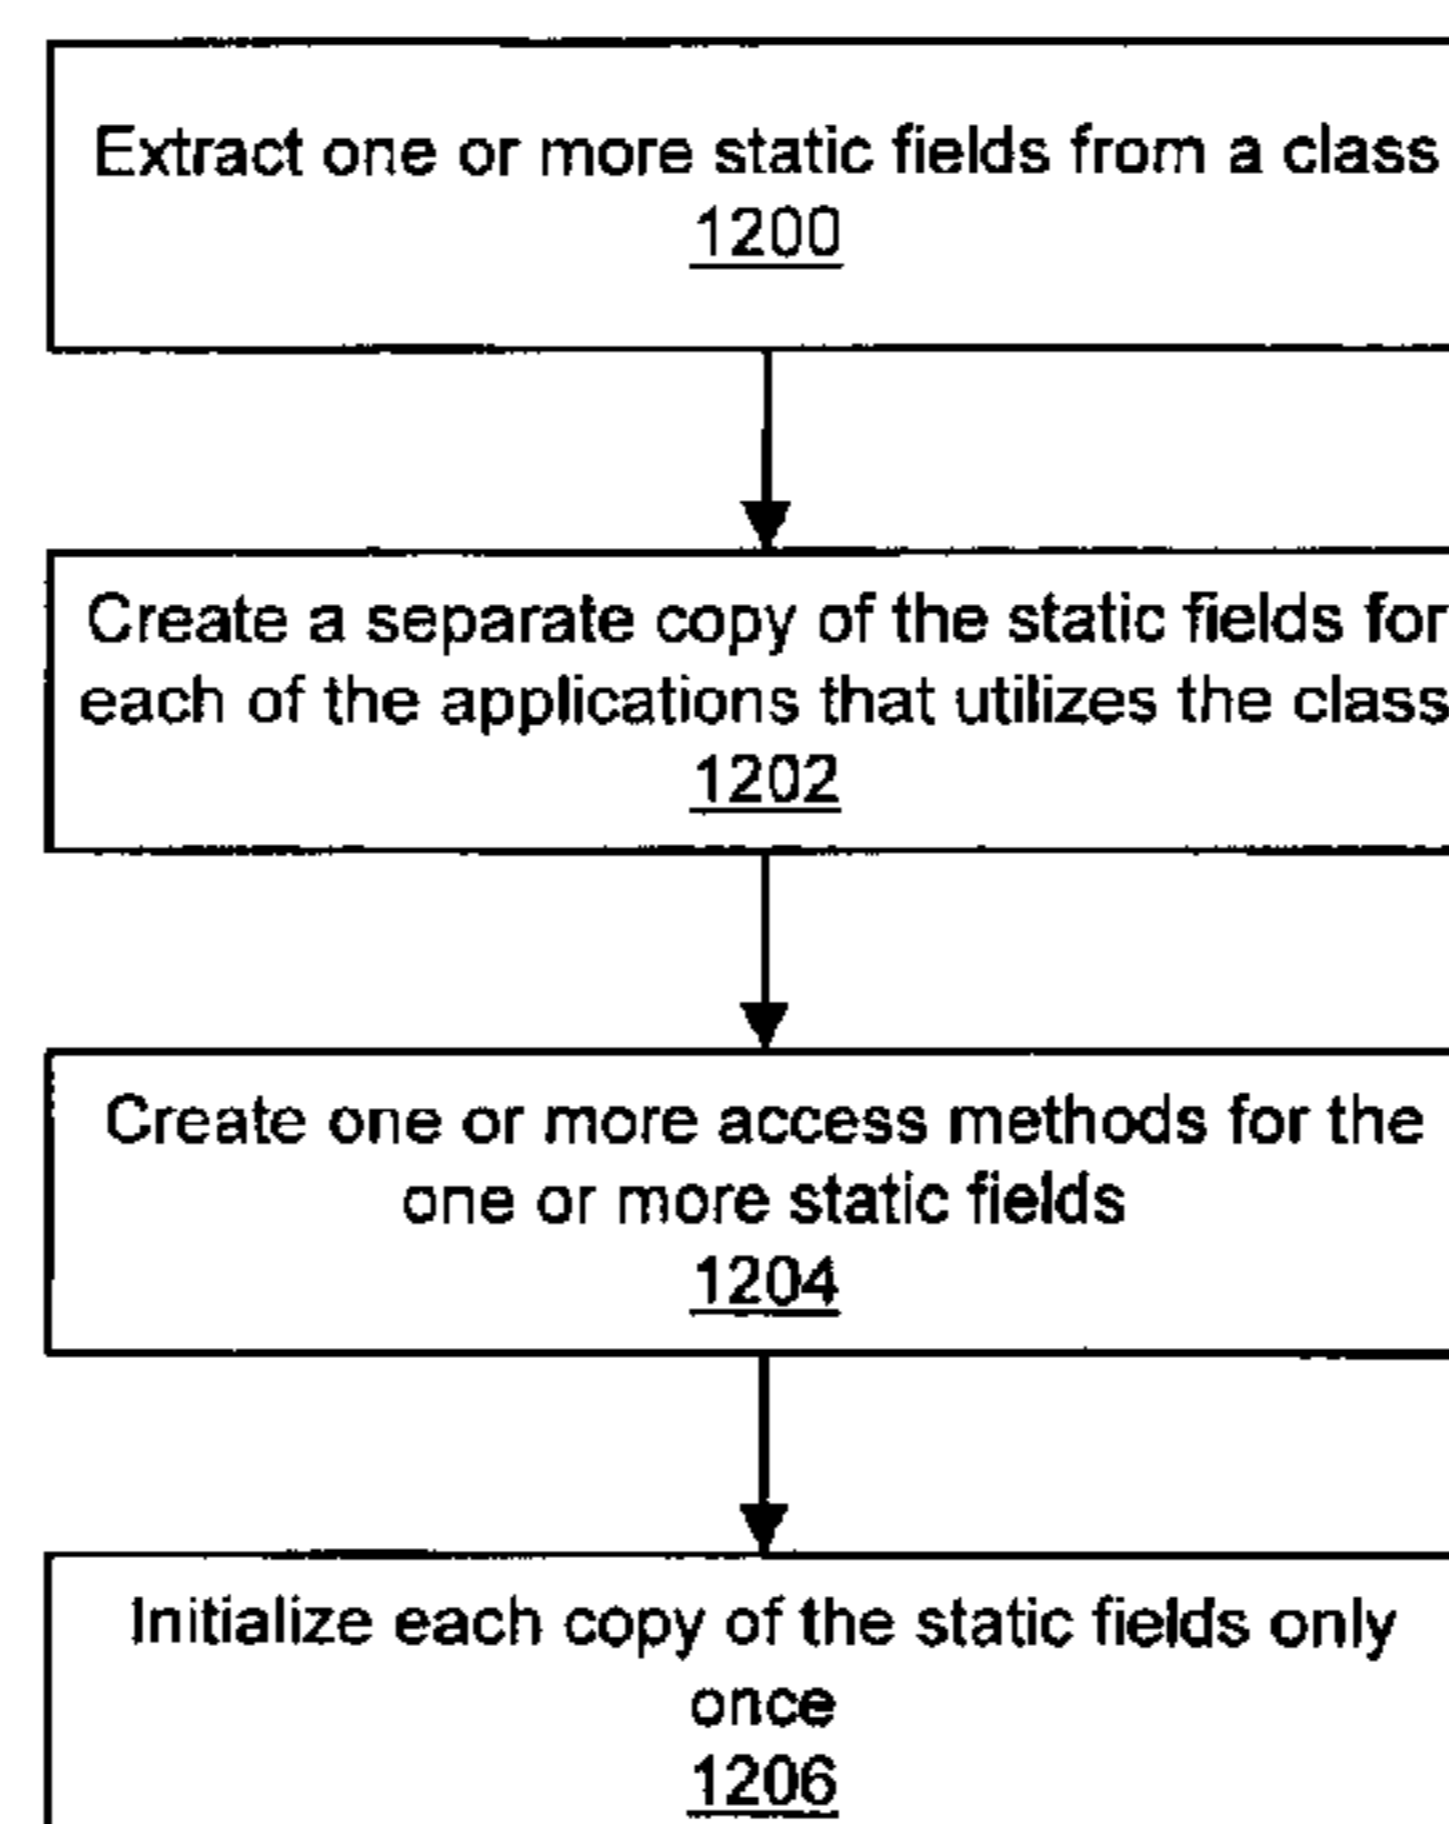 Extract one or more static fields from a class
1200
Create a separate copy of the static fields for
each of the applications that utilizes the class
1202
Create one or more access methods for the
one or more static fields
1204
Initialize each copy of the static fields only
once
1206